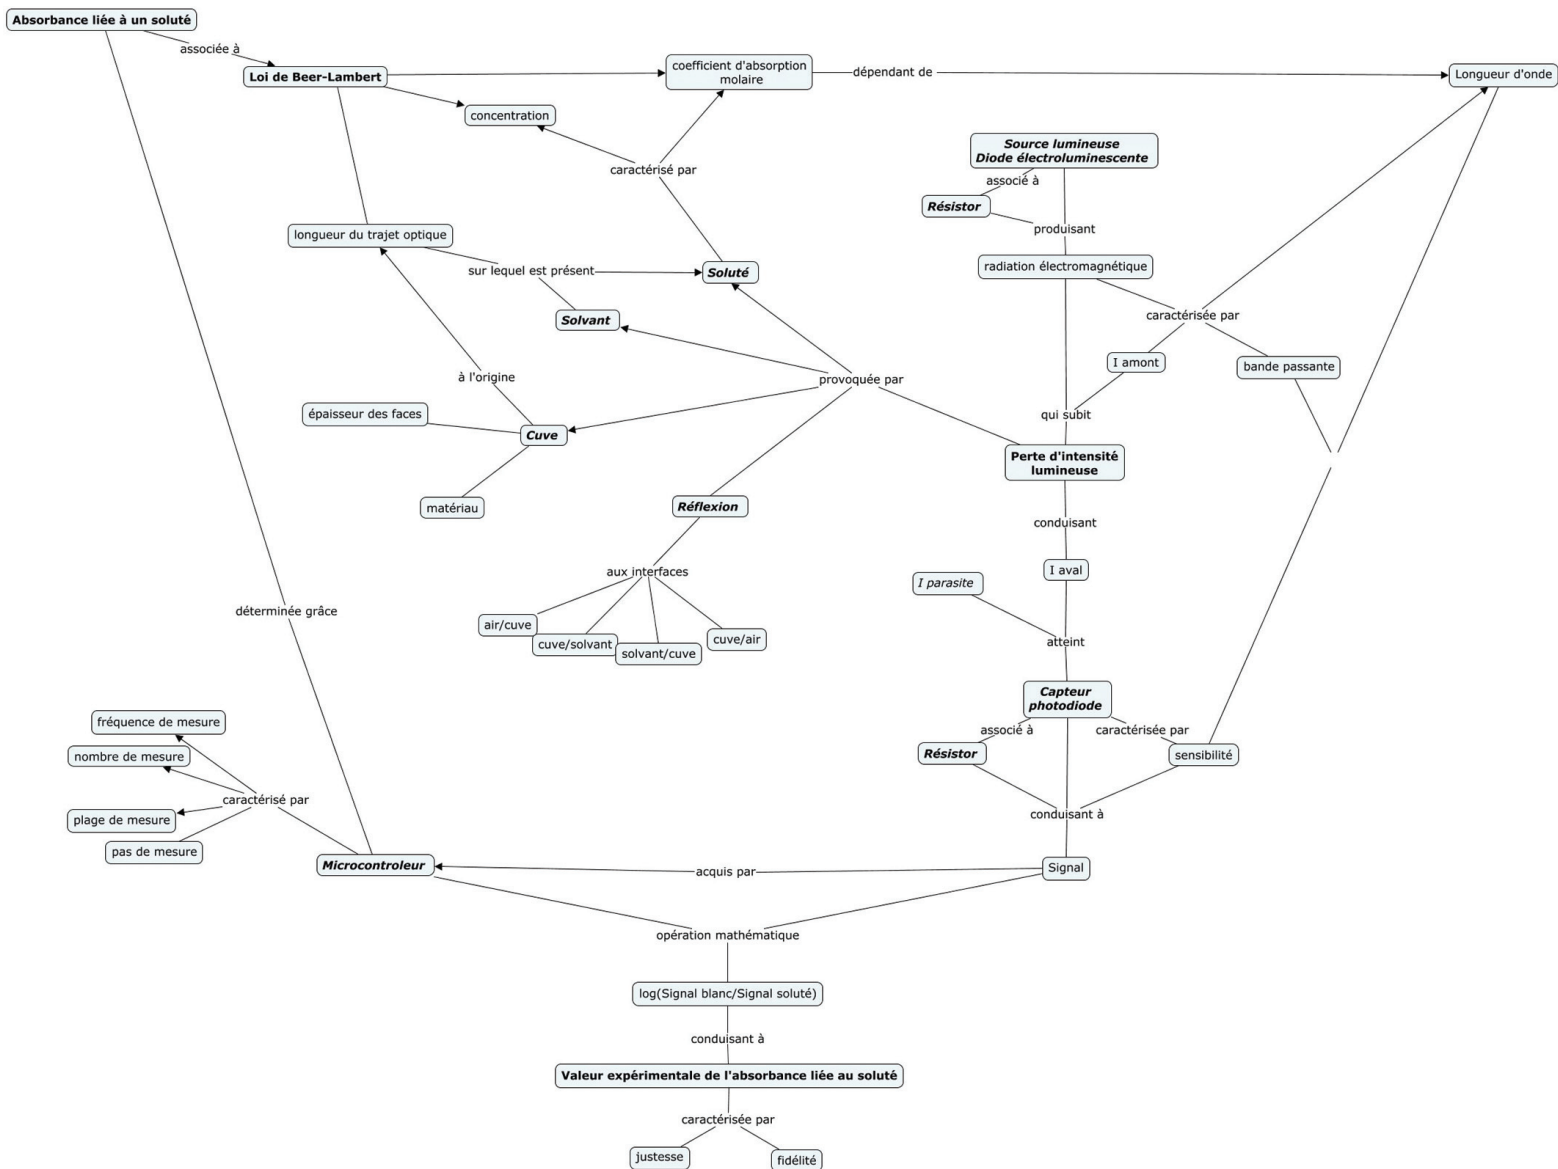 Absorbance liée à un soluté
associée à
Loi de Beer-Lambert
coefficient d'absorption
molaire
dépendant de
Longueur d'onde
concentration
caractérisé par
Source lumineuse
Diode électroluminescente
associé à
Résistor
produisant
longueur du trajet optique
sur lequel est présent
Soluté
radiation électromagnétique
Solvant
caractérisée par
I amont
bande passante
à l'origine
provoquée par
épaisseur des faces
qui subit
Cuve
Perte d'intensité
lumineuse
matériau
Réflexion
conduisant
aux interfaces
I aval
I parasite
déterminée grâce
air/cuve
cuve/solvant
solvant/cuve
cuve/air
atteint
Capteur
photodiode
fréquence de mesure
associé à
caractérisée par
nombre de mesure
Résistor
sensibilité
caractérisé par
plage de mesure
conduisant à
pas de mesure
Microcontroleur
acquis par
Signal
opération mathématique
log(Signal blanc/Signal soluté)
conduisant à
Valeur expérimentale de l'absorbance liée au soluté
caractérisée par
justesse
fidélité